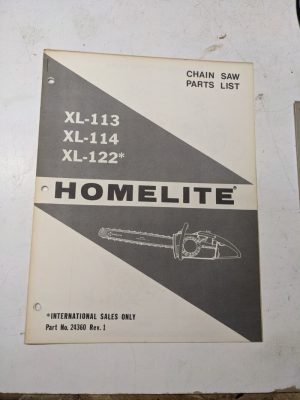 CHAIN SAW
PARTS LIST
XL-113
XL-114
XL-122*
HOMELITE®
*INTERNATIONAL SALES ONLY
Part No. 24360 Rev. 1